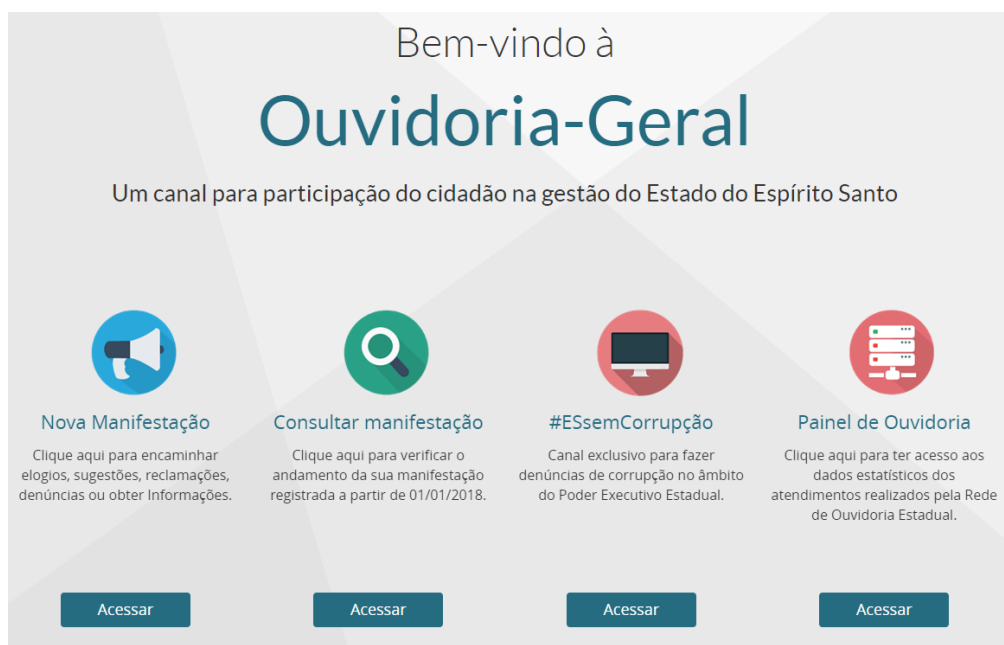 Bem-vindo à
Ouvidoria-Geral
Um canal para participação do cidadão na gestão do Estado do Espírito Santo
Nova Manifestação
Clique aqui para encaminhar
elogios, sugestões, reclamações,
denúncias ou obter Informações.
Acessar
Consultar manifestação
Clique aqui para verificar o
andamento da sua manifestação
registrada a partir de 01/01/2018.
Acessar
#ESsemCorrupção
Canal exclusivo para fazer
denúncias de corrupção no âmbito
do Poder Executivo Estadual.
Acessar
Painel de Ouvidoria
Clique aqui para ter acesso aos
dados estatísticos dos
atendimentos realizados pela Rede
de Ouvidoria Estadual.
Acessar